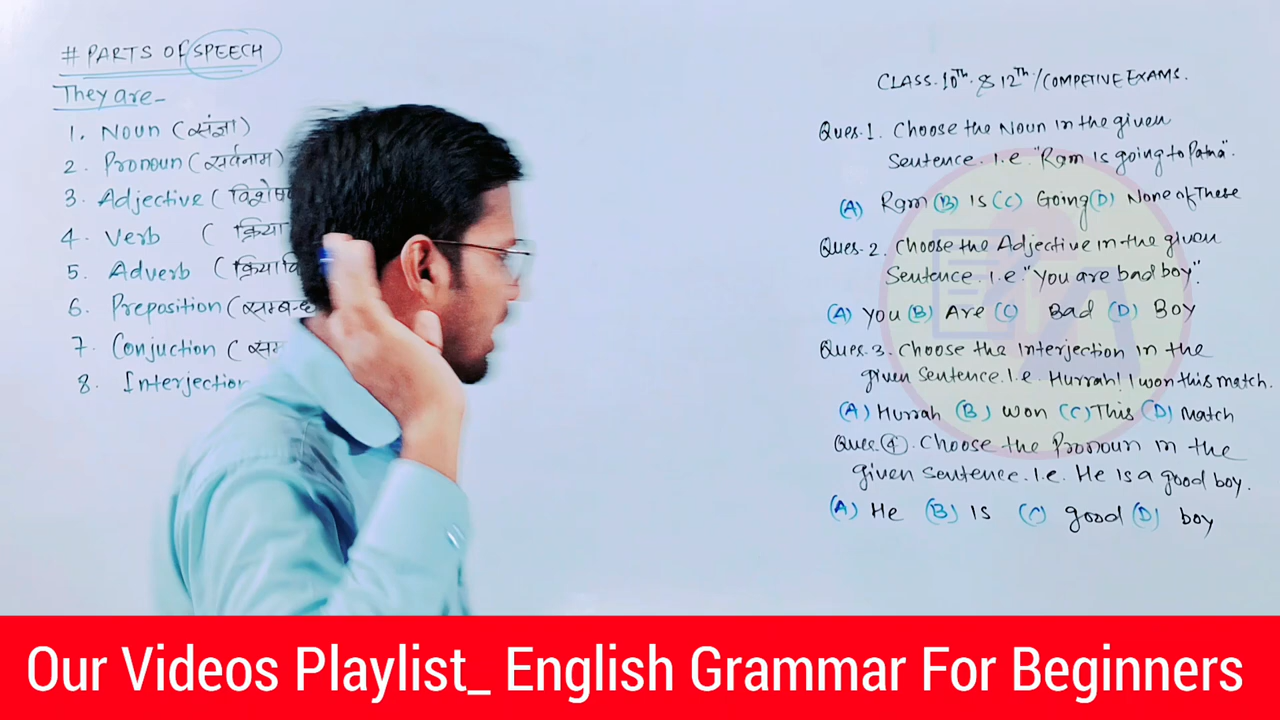 # PARTS OF SPEECH
They are-
1. Noun (संज्ञा)
2. Pronoun (सर्वनाम)
3. Adjective (विशेष
4. Verb ( क्रिया
5. Adverb ( क्रियावि
6. Preposition (सम्बन्ध
7. Conjuction ( सम
8. Interjection
CLASS. 10Th. & 12Th / COMPETIVE EXAMS.
Ques. 1. Choose the Noun in the given
Sentence. I.e. "Ram is going to Patna".
(A) Ram (B) Is (C) Going (D) None of These
Ques. 2. Choose the Adjective in the given
Sentence. I.e. "You are bad boy".
(A) You (B) Are (C) Bad (D) Boy
Ques. 3. Choose the Interjection in the
given Sentence. I.e. Hurrah! I won this match.
(A) Hurrah (B) won (C) This (D) Match
Ques. 4. Choose the Pronoun in the
given sentence. I.e. He is a good boy.
(A) He (B) Is (C) good (D) boy
Our Videos Playlist_ English Grammar For Beginners